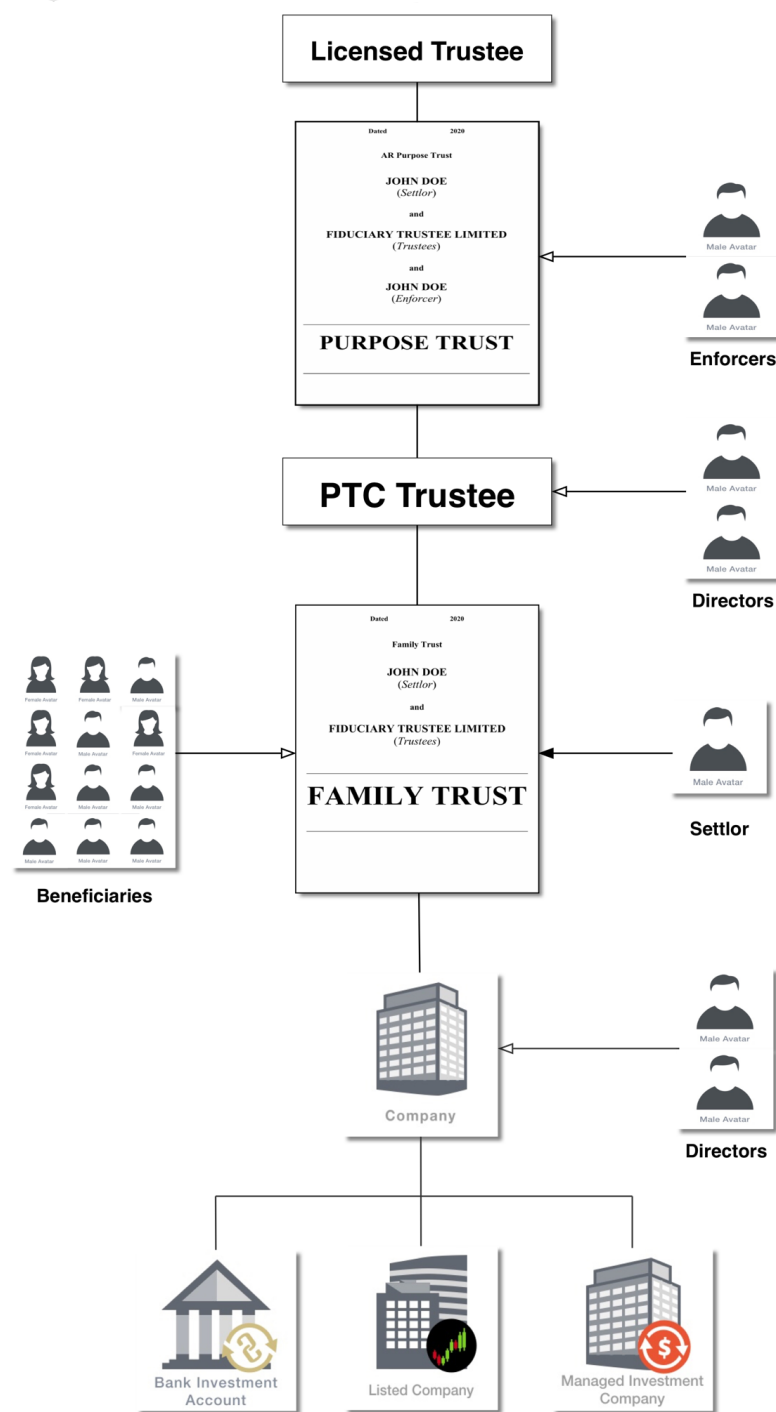 Licensed Trustee
Dated 2020
AR Purpose Trust
JOHN DOE
(Settlor)
and
FIDUCIARY TRUSTEE LIMITED
(Trustees)
and
JOHN DOE
(Enforcer)
PURPOSE TRUST
Male Avatar
Male Avatar
Enforcers
PTC Trustee
Male Avatar
Male Avatar
Directors
Dated 2020
Family Trust
JOHN DOE
(Settlor)
and
FIDUCIARY TRUSTEE LIMITED
(Trustees)
FAMILY TRUST
Female Avatar Female Avatar Male Avatar
Female Avatar Male Avatar Female Avatar
Female Avatar Male Avatar Male Avatar
Male Avatar Male Avatar Male Avatar
Beneficiaries
Male Avatar
Settlor
Company
Male Avatar
Male Avatar
Directors
Bank Investment
Account
Listed Company
Managed Investment
Company